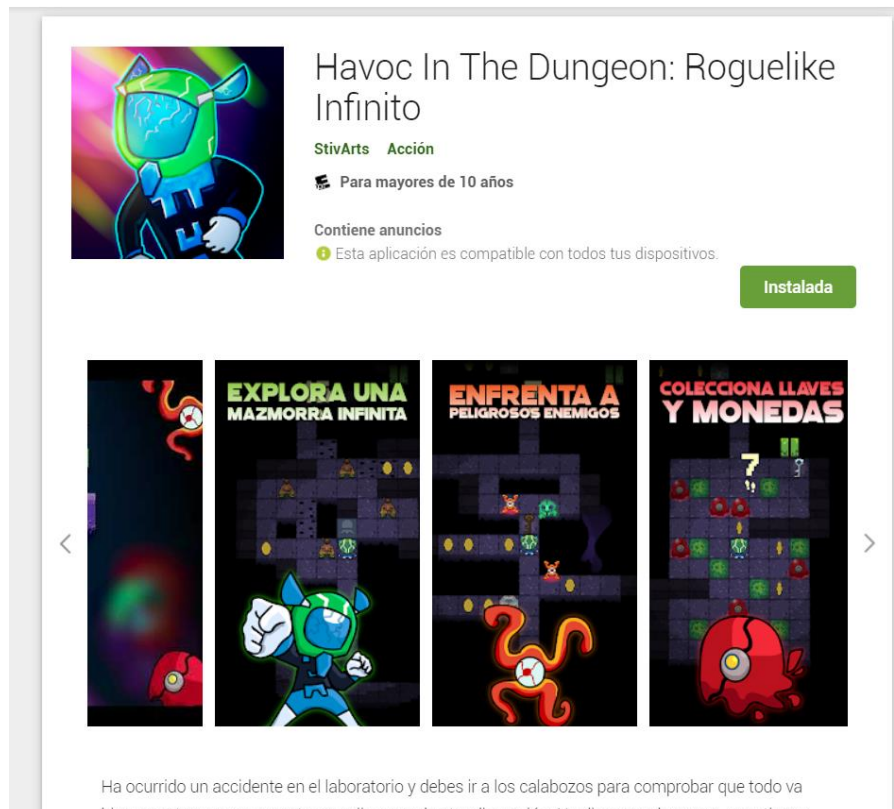 Havoc In The Dungeon: Roguelike
Infinito
StivArts Acción
Para mayores de 10 años
Contiene anuncios
Esta aplicación es compatible con todos tus dispositivos.
Instalada
EXPLORA UNA
MAZMORRA INFINITA
ENFRENTA A
PELIGROSOS ENEMIGOS
COLECCIONA LLAVES
Y MONEDAS
7
Ha ocurrido un accidente en el laboratorio y debes ir a los calabozos para comprobar que todo va